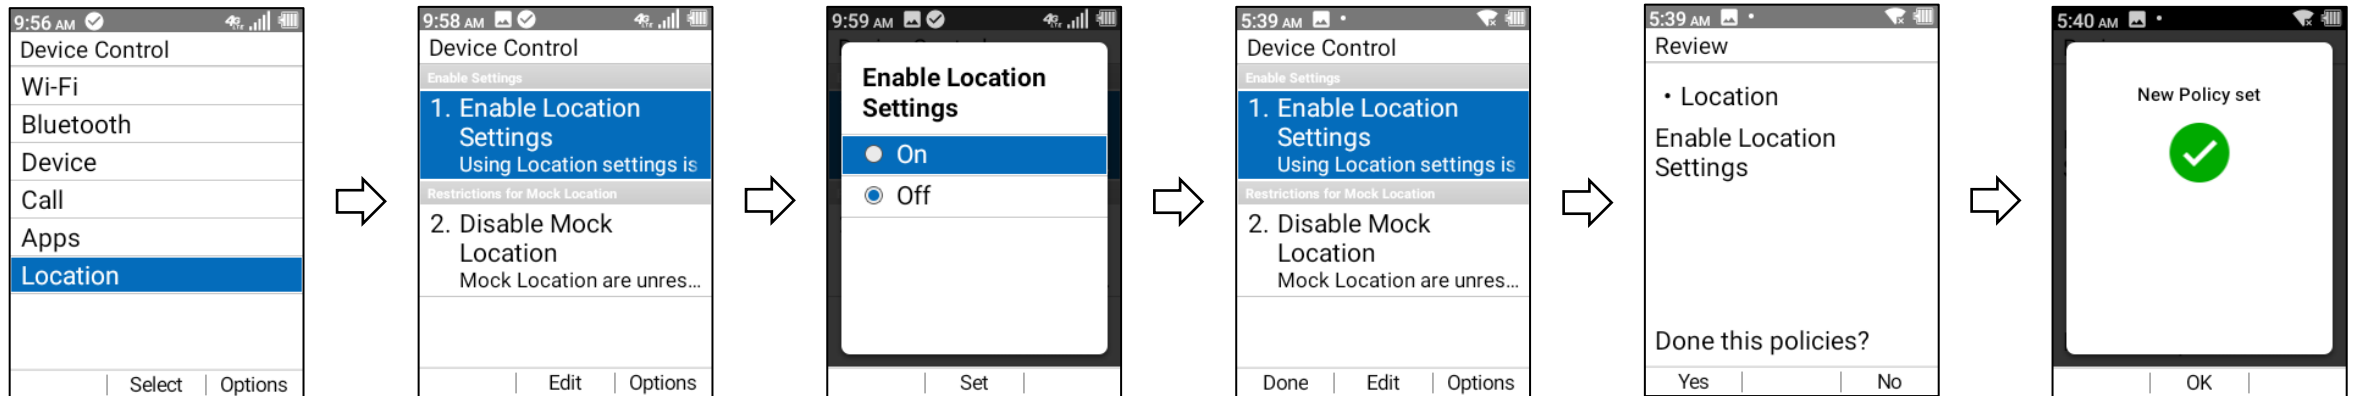 9:56 AM
Device Control
Wi-Fi
Bluetooth
Device
Call
Apps
Location
Select
Options
9:58 AM
Device Control
Enable Settings
1. Enable Location
Settings
Using Location settings is
Restrictions for Mock Location
2. Disable Mock
Location
Mock Location are unres...
Edit
Options
9:59 AM
Enable Location
Settings
On
Off
Set
5:39 AM
Device Control
Enable Settings
1. Enable Location
Settings
Using Location settings is
Restrictions for Mock Location
2. Disable Mock
Location
Mock Location are unres...
Done
Edit
Options
5:39 AM
Review
• Location
Enable Location
Settings
Done this policies?
Yes
No
5:40 AM
New Policy set
OK